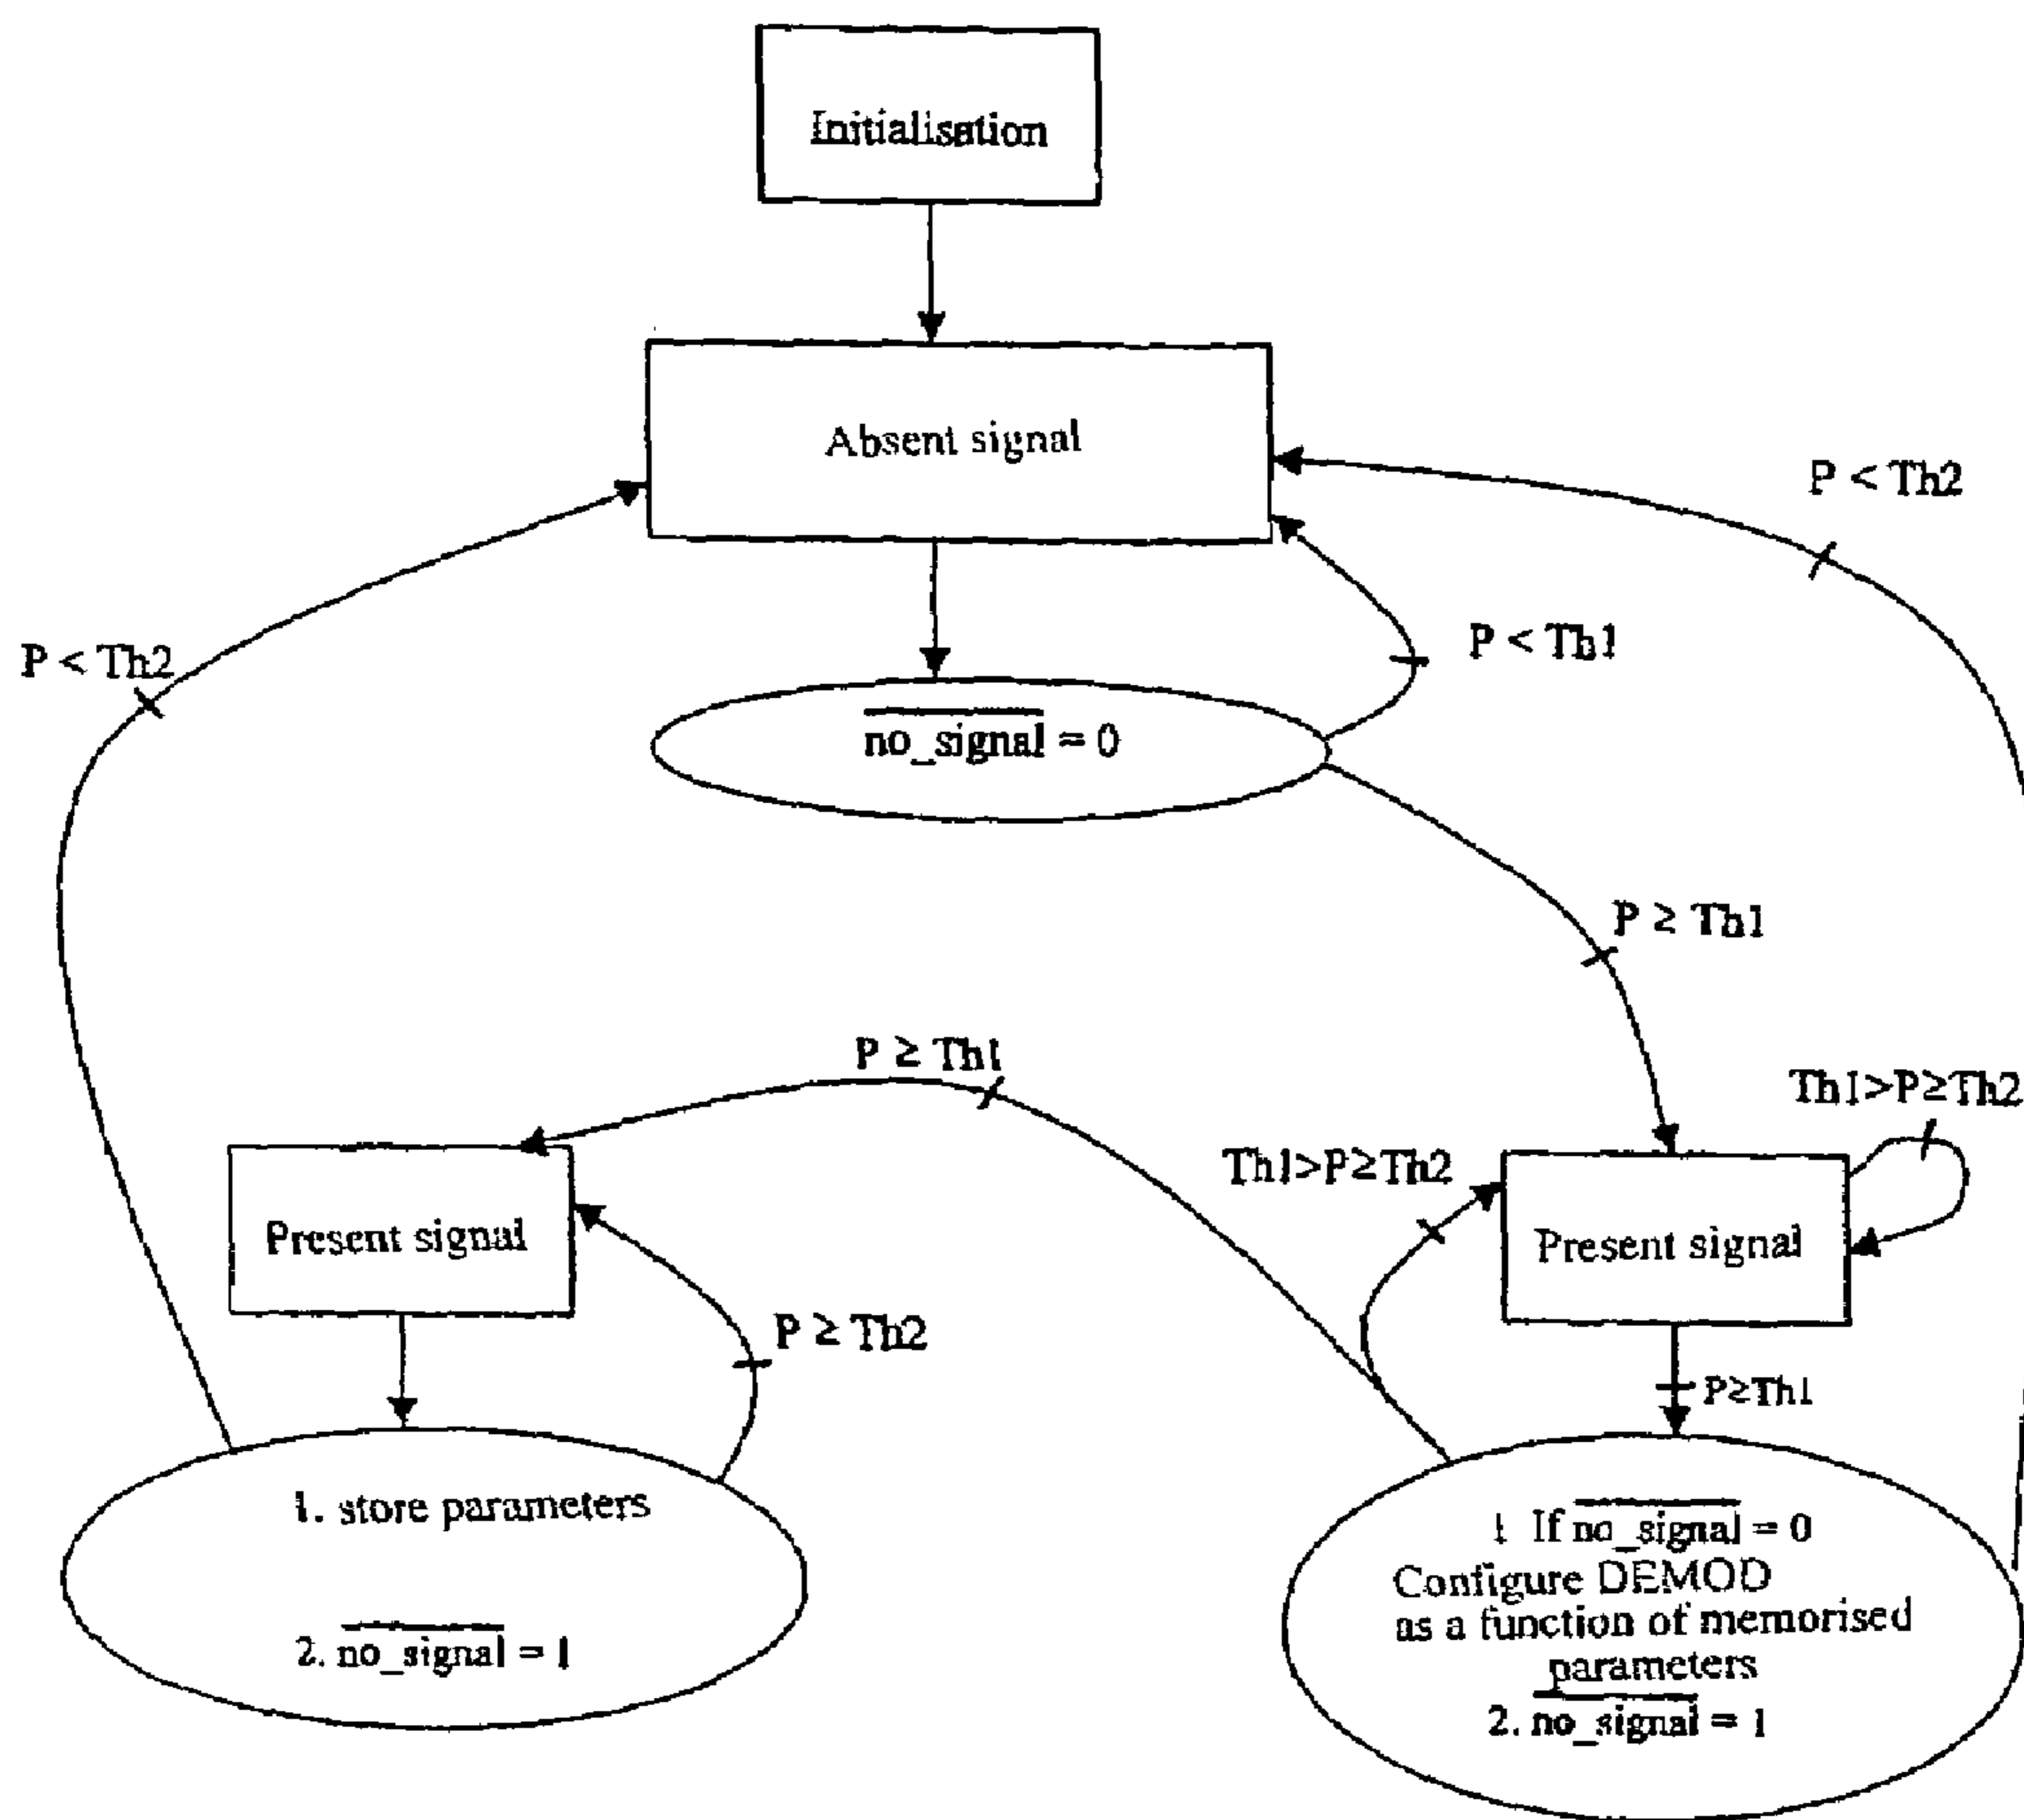 Initialisation
Absent signal
P < Th2
P < Th2
P < Th1
no_signal = 0
P ≥ Th1
P ≥ Th1
Th1>P≥Th2
Th1>P≥Th2
Present signal
Present signal
P ≥ Th2
P≥Th1
1. store parameters
2. no_signal = 1
1 If no_signal = 0
Configure DEMOD
as a function of memorised
parameters
2. no_signal = 1